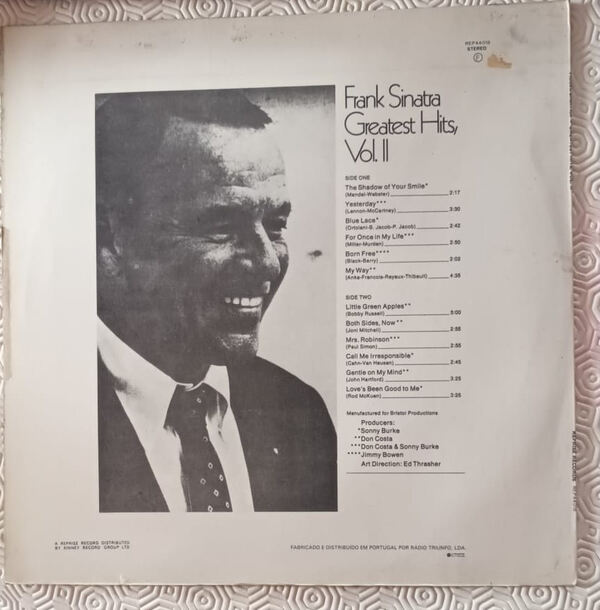 REP44018
STEREO
P
Frank Sinatra
Greatest Hits,
Vol. II
SIDE ONE
The Shadow of Your Smile*
(Mandel-Webster) 2:17
Yesterday***
(Lennon-McCartney) 3:30
Blue Lace*
(Ortolani-S. Jacob-P. Jacob) 2:42
For Once in My Life***
(Miller-Murden) 2:50
Born Free****
(Black-Barry) 2:02
My Way**
(Anka-Francois-Revaux-Thibault) 4:35
SIDE TWO
Little Green Apples**
(Bobby Russell) 5:00
Both Sides, Now**
(Joni Mitchell) 2:55
Mrs. Robinson***
(Paul Simon) 2:55
Call Me Irresponsible*
(Cahn-Van Heusen) 2:45
Gentle on My Mind**
(John Hartford) 3:25
Love's Been Good to Me*
(Rod McKuen) 3:25
Manufactured for Bristol Productions
Producers:
*Sonny Burke
**Don Costa
***Don Costa & Sonny Burke
****Jimmy Bowen
Art Direction: Ed Thrasher
A REPRISE RECORD DISTRIBUTED
BY KINNEY RECORD GROUP LTD
FABRICADO E DISTRIBUIDO EM PORTUGAL POR RÁDIO TRIUNFO, LDA.